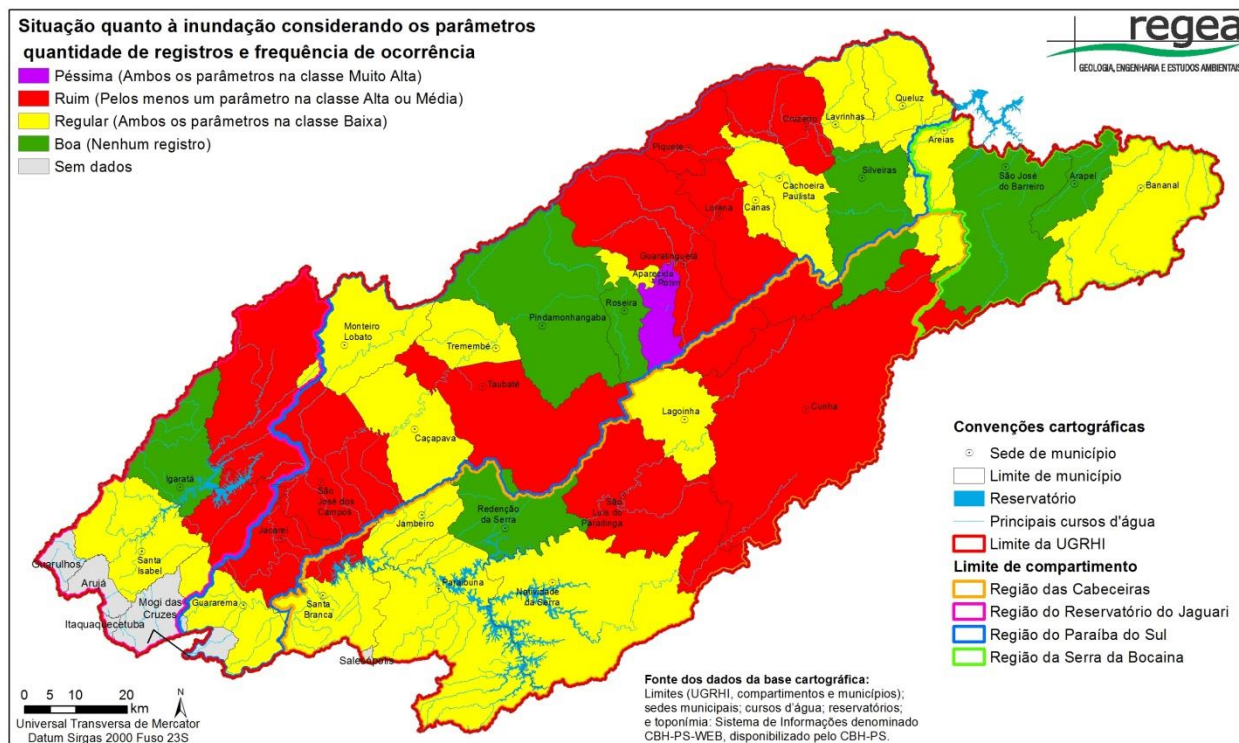 Situação quanto à inundação considerando os parâmetros
quantidade de registros e frequência de ocorrência
Péssima (Ambos os parâmetros na classe Muito Alta)
Ruim (Pelos menos um parâmetro na classe Alta ou Média)
Regular (Ambos os parâmetros na classe Baixa)
Boa (Nenhum registro)
Sem dados
regea
GEOLOGIA, ENGENHARIA E ESTUDOS AMBIENTAIS
Queluz
Lavrinhas
Cruzeiro
Areias
Piquete
Silveiras
São José
do Barreiro
Arapeí
Bananal
Cachoeira
Paulista
Canas
Lorena
Guaratinguetá
Aparecida
Potim
Roseira
Pindamonhangaba
Monteiro
Lobato
Tremembé
Taubaté
Lagoinha
Cunha
Caçapava
Igaratá
São
José dos
Campos
São
Luis do
Paraitinga
Redenção
da Serra
Jambeiro
Jacareí
Santa
Isabel
Guarulhos
Arujá
Mogi das
Cruzes
Itaquaquecetuba
Guararema
Santa
Branca
Paraibuna
Natividade
da Serra
Salesópolis
Convenções cartográficas
Sede de município
Limite de município
Reservatório
Principais cursos d'água
Limite da UGRHI
Limite de compartimento
Região das Cabeceiras
Região do Reservatório do Jaguari
Região do Paraíba do Sul
Região da Serra da Bocaina
0 5 10 20
km
N
Universal Transversa de Mercator
Datum Sirgas 2000 Fuso 23S
Fonte dos dados da base cartográfica:
Limites (UGRHI, compartimentos e municípios);
sedes municipais; cursos d'água; reservatórios;
e toponímia: Sistema de Informações denominado
CBH-PS-WEB, disponibilizado pelo CBH-PS.